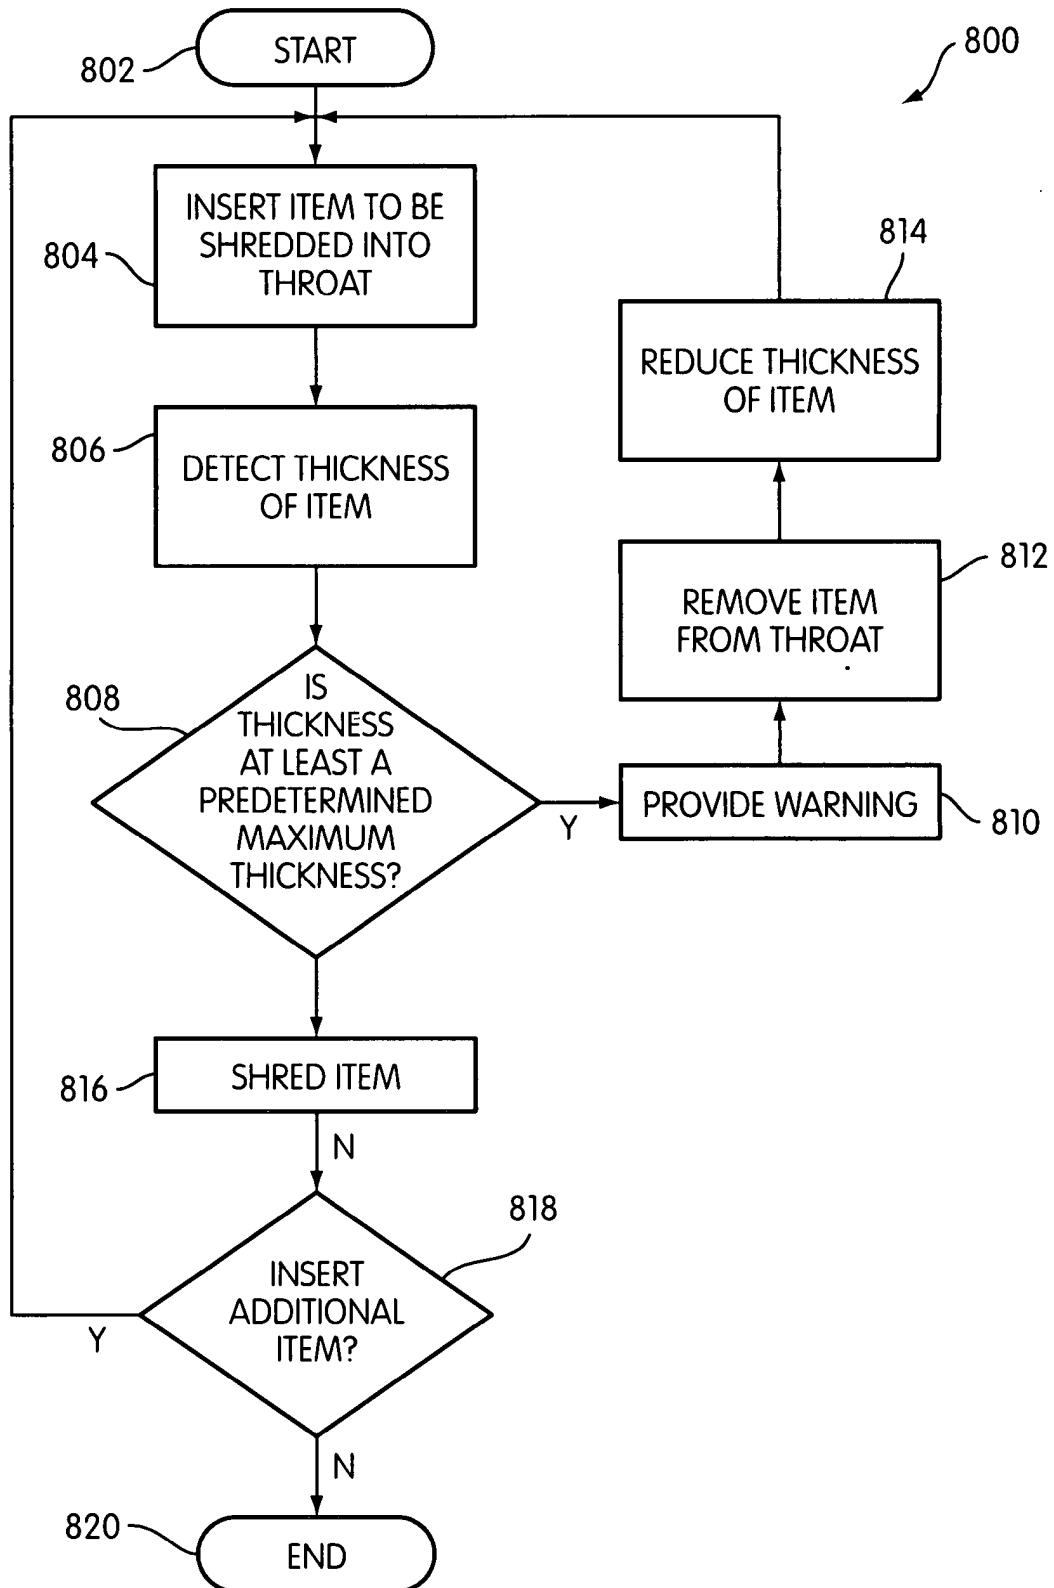 START
802
800
INSERT ITEM TO BE
SHREDDED INTO
THROAT
804
814
REDUCE THICKNESS
OF ITEM
806
DETECT THICKNESS
OF ITEM
812
REMOVE ITEM
FROM THROAT
808
IS
THICKNESS
AT LEAST A
PREDETERMINED
MAXIMUM
THICKNESS?
Y
PROVIDE WARNING
810
816
SHRED ITEM
N
818
INSERT
ADDITIONAL
ITEM?
Y
N
820
END